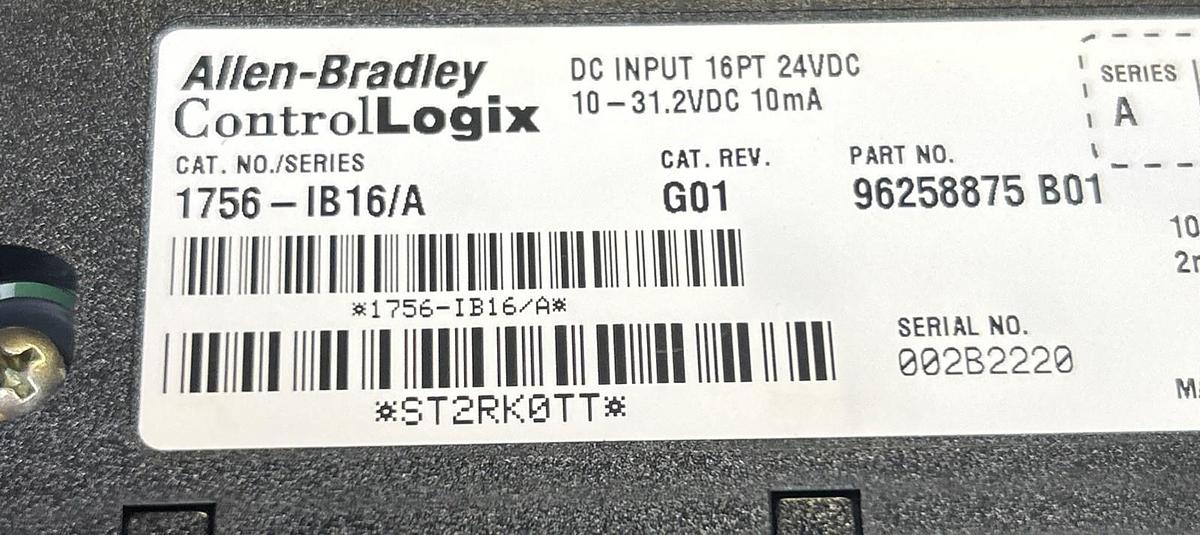 Allen-Bradley
ControlLogix
DC INPUT 16PT 24VDC
10-31.2VDC 10mA
SERIES
A
CAT. NO./SERIES
1756-IB16/A
CAT. REV.
G01
PART NO.
96258875 B01
10
*1756-IB16/A*
SERIAL NO.
002B2220
*ST2RK0TT*